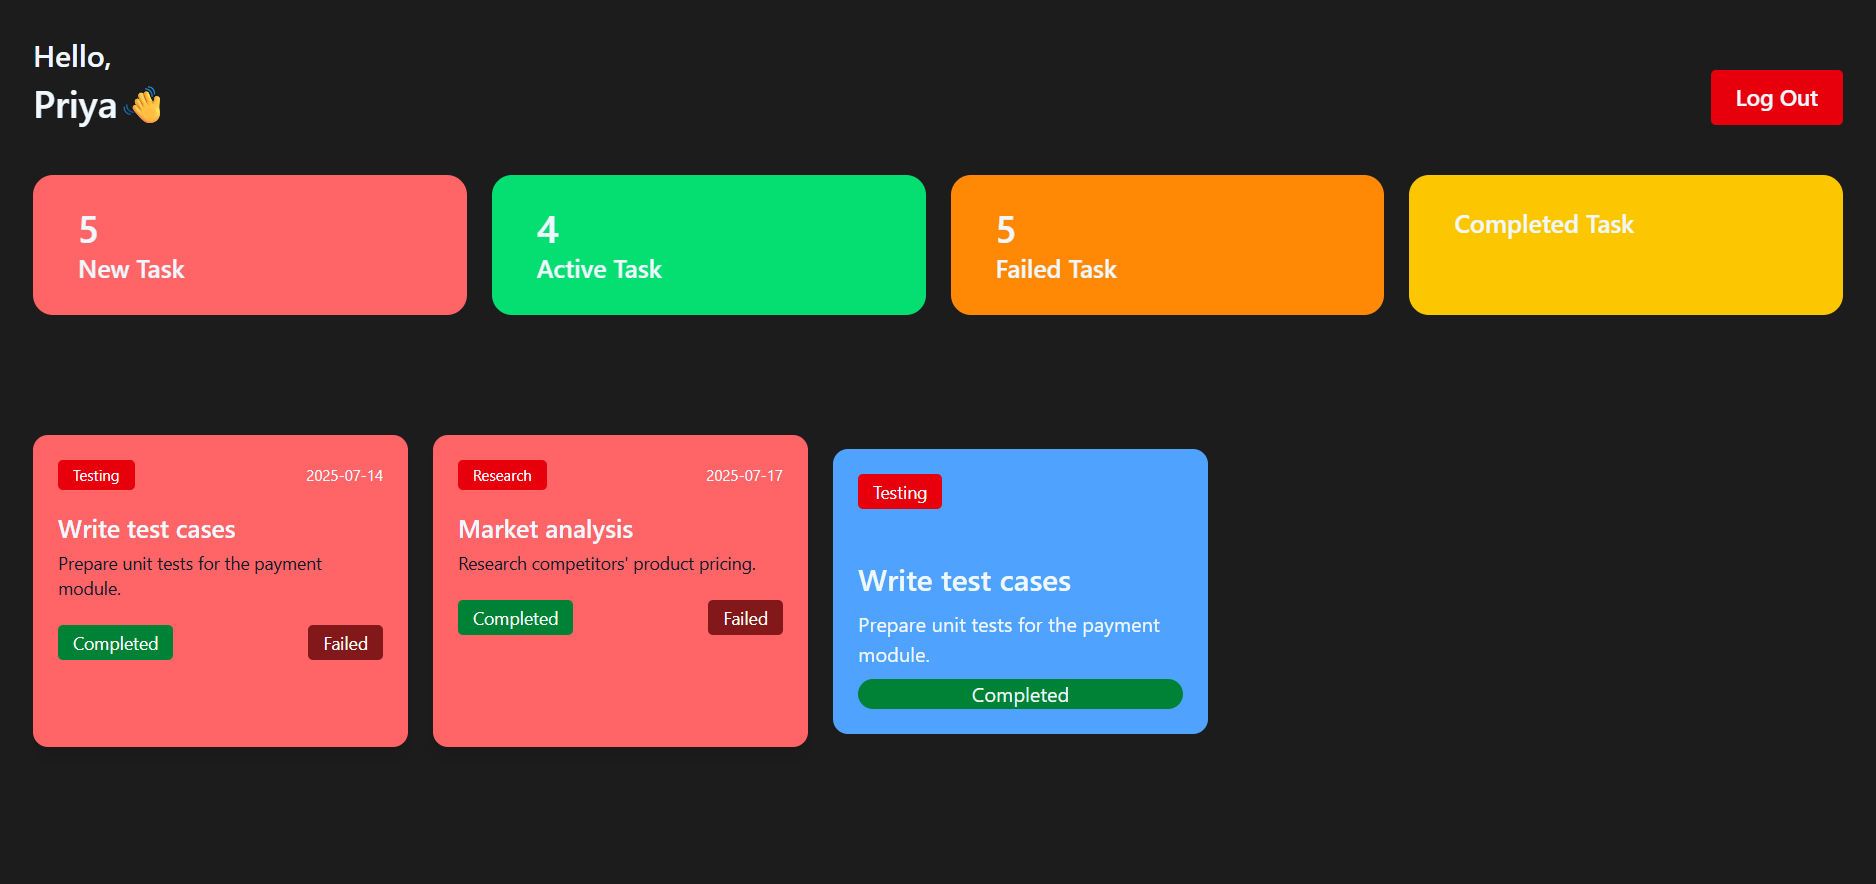 Hello,
Priya 👋
Log Out
5
New Task
4
Active Task
5
Failed Task
Completed Task
Testing
2025-07-14
Write test cases
Prepare unit tests for the payment
module.
Completed
Failed
Research
2025-07-17
Market analysis
Research competitors' product pricing.
Completed
Failed
Testing
Write test cases
Prepare unit tests for the payment
module.
Completed